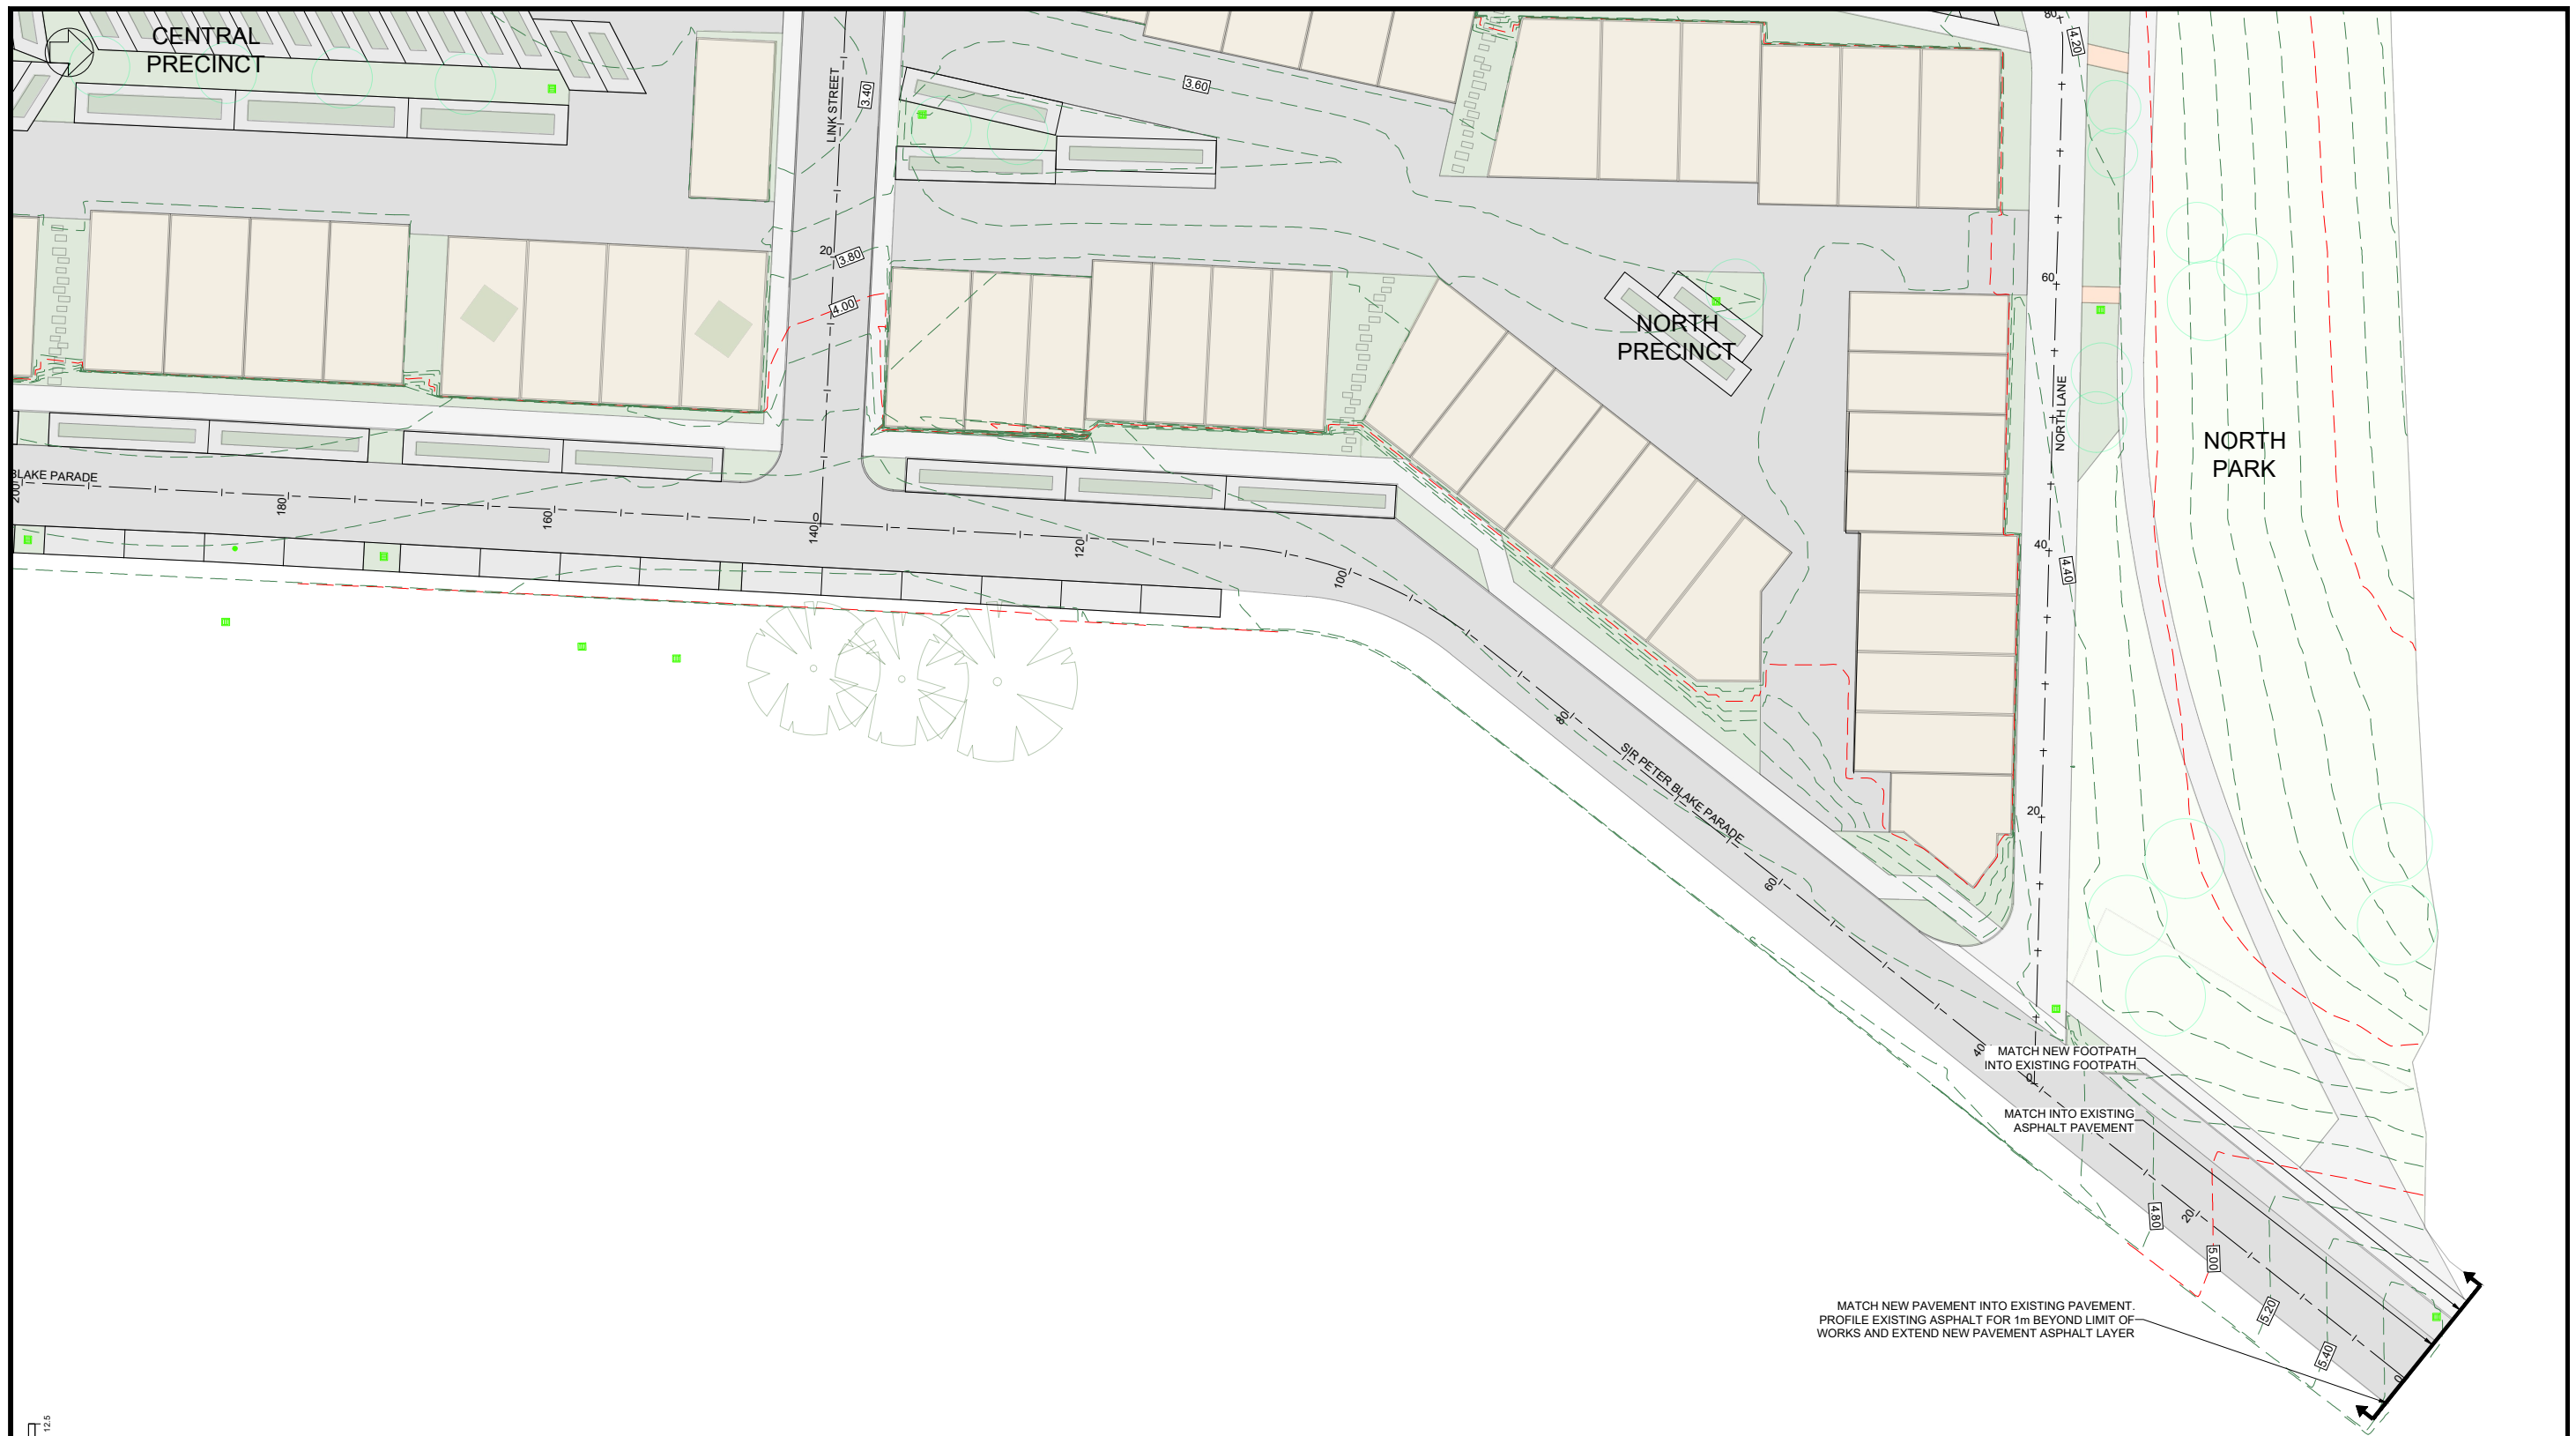 CENTRAL
PRECINCT
LINK STREET
3.40
3.60
80
4.20
20
3.80
4.00
NORTH
PRECINCT
60
NORTH LANE
NORTH
PARK
BLAKE PARADE
200
180
160
140
0
120
100
40
4.40
80
SIR PETER BLAKE PARADE
60
20
40
MATCH NEW FOOTPATH
INTO EXISTING FOOTPATH
0
MATCH INTO EXISTING
ASPHALT PAVEMENT
20
4.80
5.00
5.20
5.40
0
MATCH NEW PAVEMENT INTO EXISTING PAVEMENT.
PROFILE EXISTING ASPHALT FOR 1m BEYOND LIMIT OF
WORKS AND EXTEND NEW PAVEMENT ASPHALT LAYER
12.5